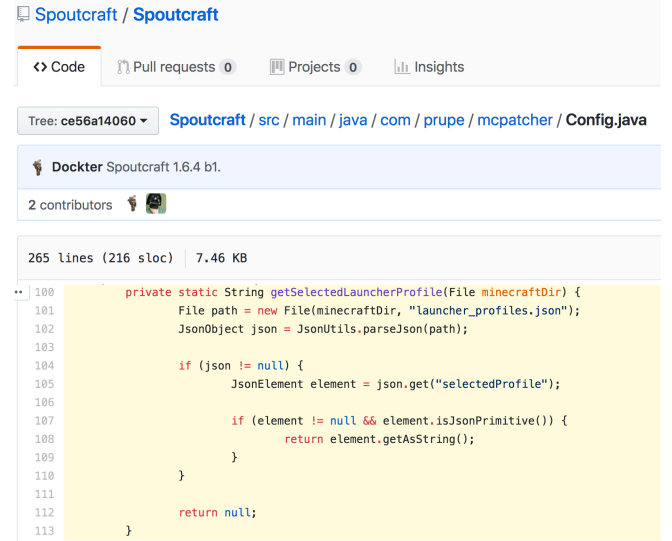 Spoutcraft / Spoutcraft
<> Code Pull requests 0 Projects 0 Insights
Tree: ce56a14060 Spoutcraft / src / main / java / com / prupe / mcpatcher / Config.java
Dockter Spoutcraft 1.6.4 b1.
2 contributors
265 lines (216 sloc) 7.46 KB
100 private static String getSelectedLauncherProfile(File minecraftDir) {
101 File path = new File(minecraftDir, "launcher_profiles.json");
102 JsonObject json = JsonUtils.parseJson(path);
103
104 if (json != null) {
105 JsonElement element = json.get("selectedProfile");
106
107 if (element != null && element.isJsonPrimitive()) {
108 return element.getAsString();
109 }
110 }
111
112 return null;
113 }